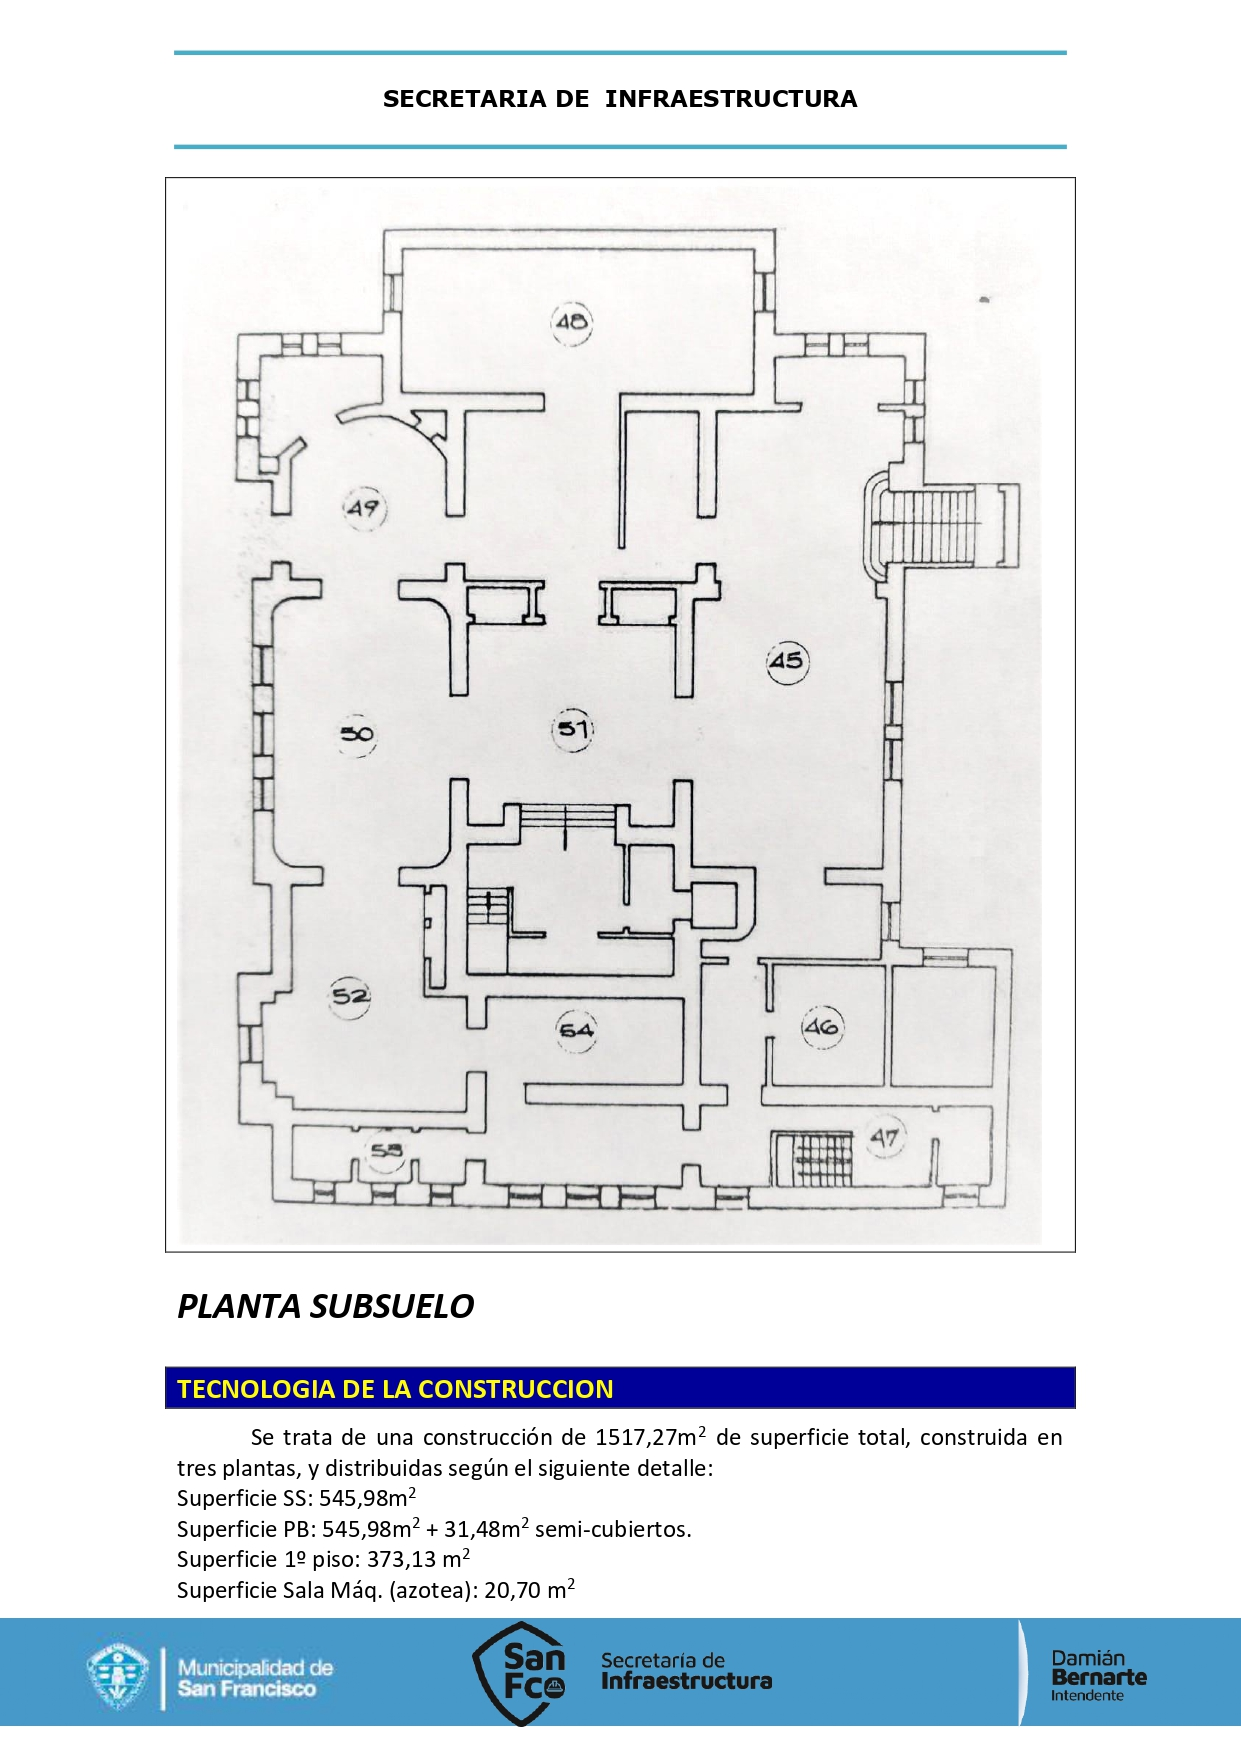 SECRETARIA DE  INFRAESTRUCTURA
48
49
45
50
51
52
54
46
53
47
PLANTA SUBSUELO
TECNOLOGIA DE LA CONSTRUCCION
Se trata de una construcción de 1517,27m² de superficie total, construida en
tres plantas, y distribuidas según el siguiente detalle:
Superficie SS: 545,98m²
Superficie PB: 545,98m² + 31,48m² semi-cubiertos.
Superficie 1º piso: 373,13 m²
Superficie Sala Máq. (azotea): 20,70 m²
Municipalidad de
San Francisco
San
Fco
Secretaría de
Infraestructura
Damián
Bernarte
Intendente